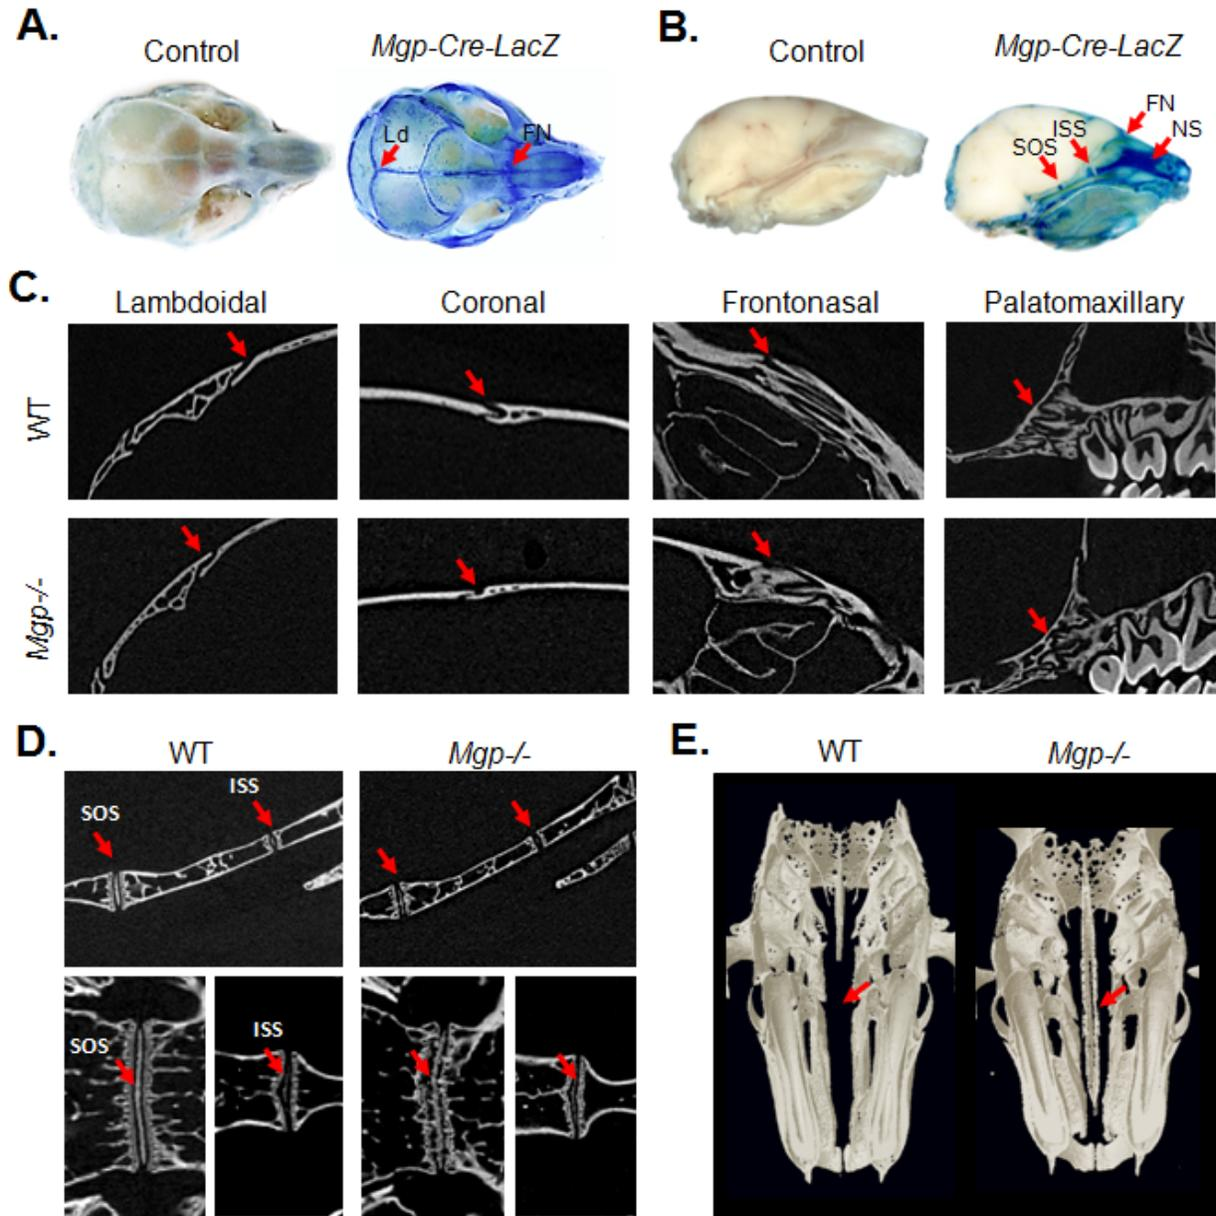 A.
Control
Mgp-Cre-LacZ
Ld
FN
B.
Control
Mgp-Cre-LacZ
FN
ISS
NS
SOS
C.
Lambdoidal
Coronal
Frontonasal
Palatomaxillary
WT
Mgp-/-
D.
WT
Mgp-/-
ISS
SOS
ISS
SOS
E.
WT
Mgp-/-